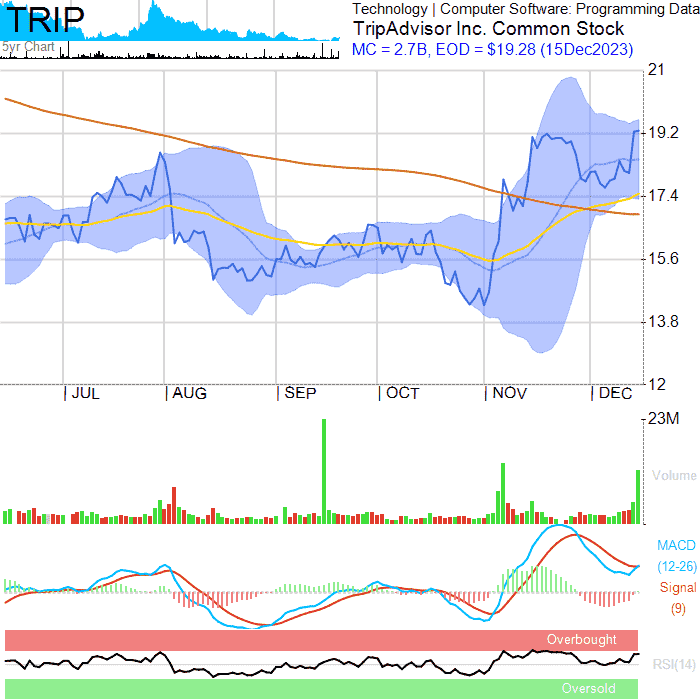 TRIP
5yr Chart
Technology | Computer Software: Programming Data
TripAdvisor Inc. Common Stock
MC = 2.7B, EOD = $19.28 (15Dec2023)
21
19.2
17.4
15.6
13.8
12
JUL
AUG
SEP
OCT
NOV
DEC
23M
Volume
MACD
(12-26)
Signal
(9)
Overbought
RSI(14)
Oversold